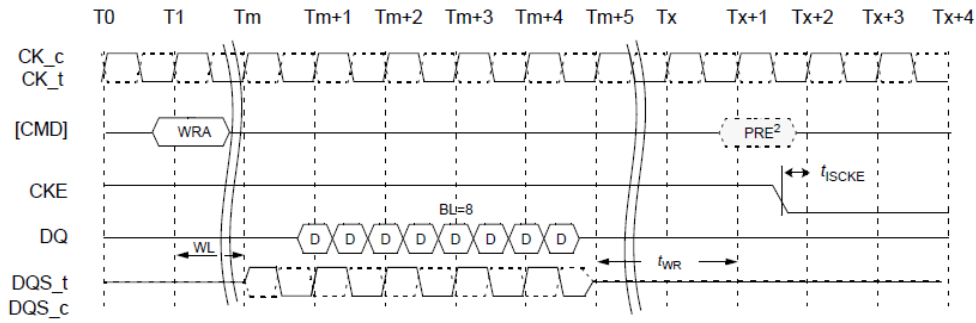 T0 T1 Tm Tm+1 Tm+2 Tm+3 Tm+4 Tm+5 Tx Tx+1 Tx+2 Tx+3 Tx+4
CK_c
CK_t
[CMD] WRA PRE²
CKE tISCKE
BL=8
DQ D D D D D D D D
WL tWR
DQS_t
DQS_c